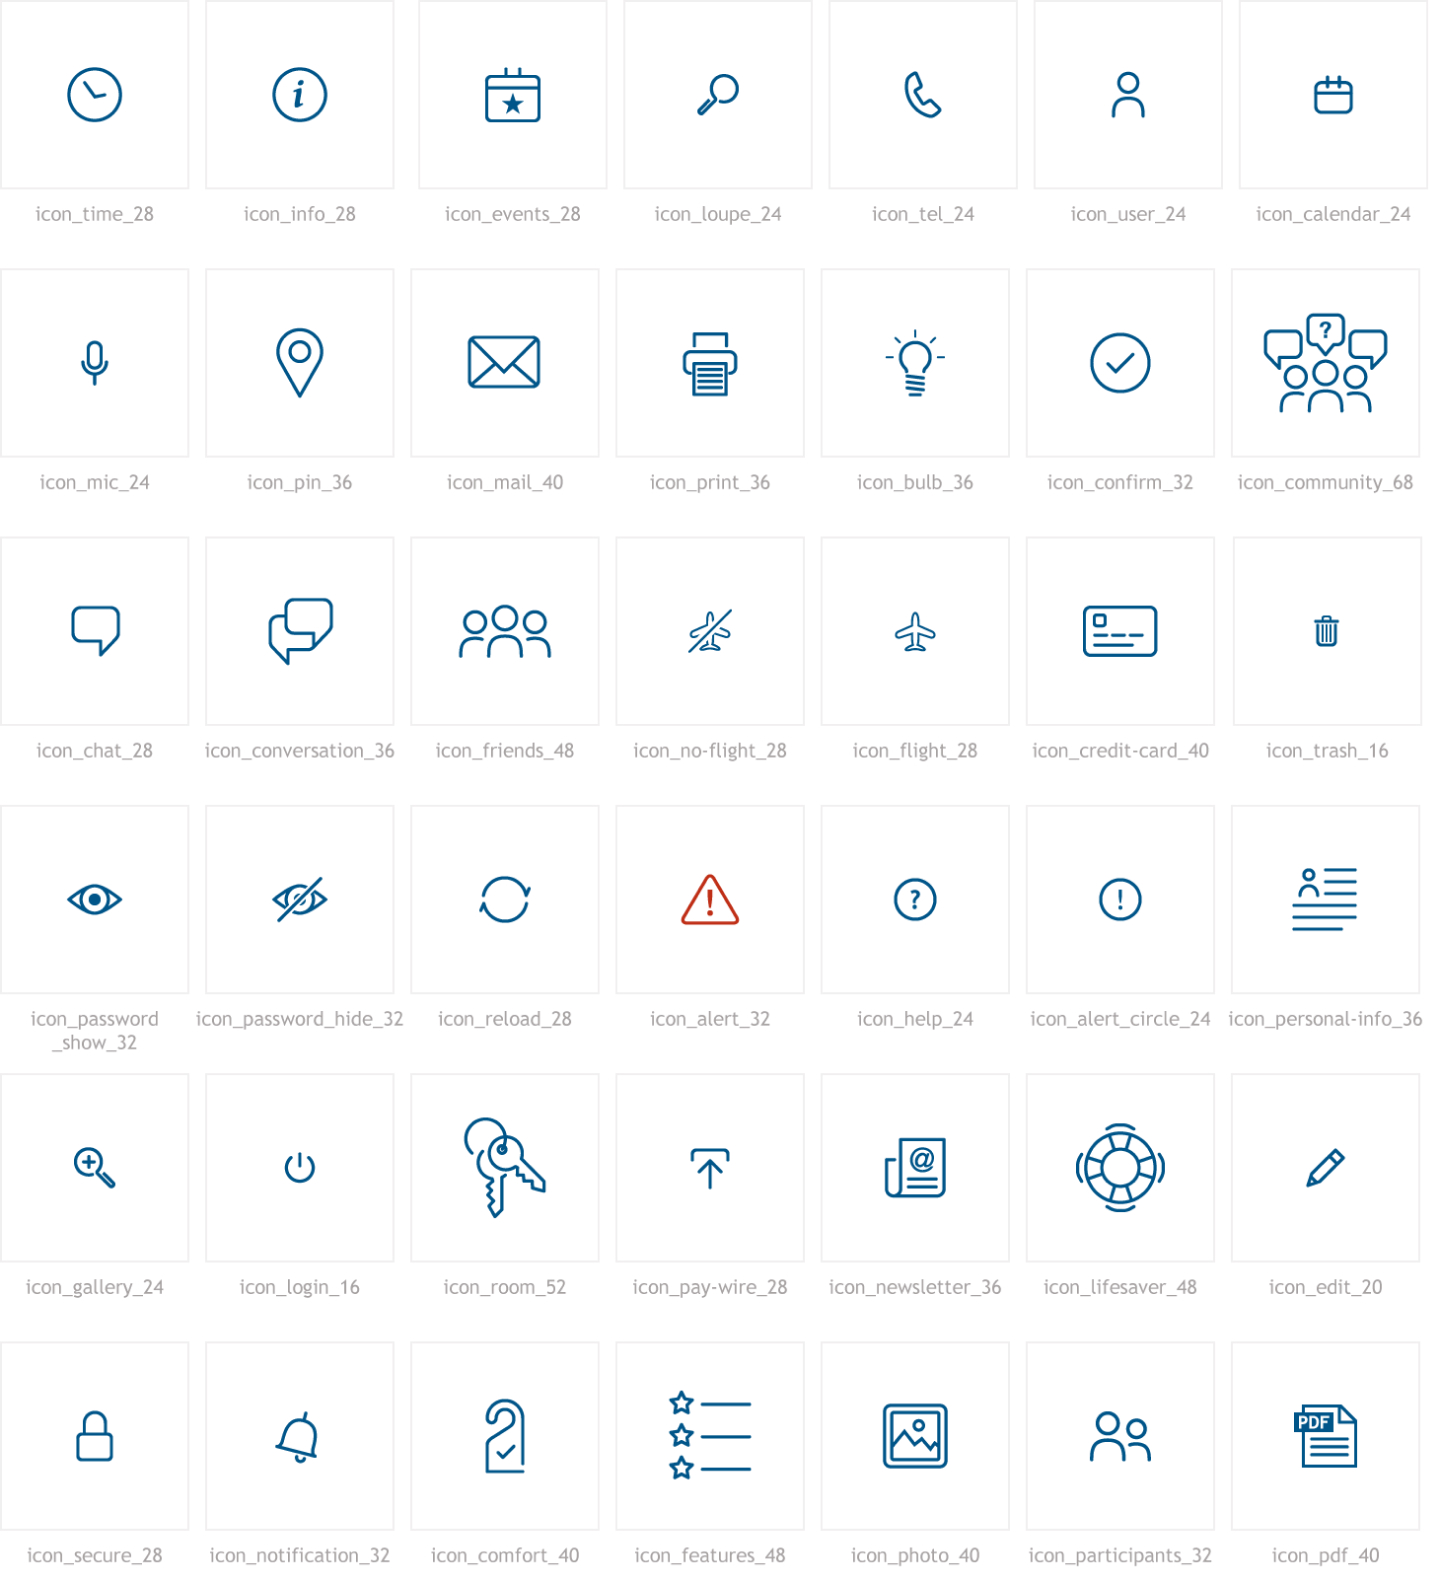 icon_time_28
icon_info_28
icon_events_28
icon_loupe_24
icon_tel_24
icon_user_24
icon_calendar_24
?
icon_mic_24
icon_pin_36
icon_mail_40
icon_print_36
icon_bulb_36
icon_confirm_32
icon_community_68
icon_chat_28
icon_conversation_36
icon_friends_48
icon_no-flight_28
icon_flight_28
icon_credit-card_40
icon_trash_16
!
?
!
icon_password
_show_32
icon_password_hide_32
icon_reload_28
icon_alert_32
icon_help_24
icon_alert_circle_24
icon_personal-info_36
@
icon_gallery_24
icon_login_16
icon_room_52
icon_pay-wire_28
icon_newsletter_36
icon_lifesaver_48
icon_edit_20
PDF
icon_secure_28
icon_notification_32
icon_comfort_40
icon_features_48
icon_photo_40
icon_participants_32
icon_pdf_40